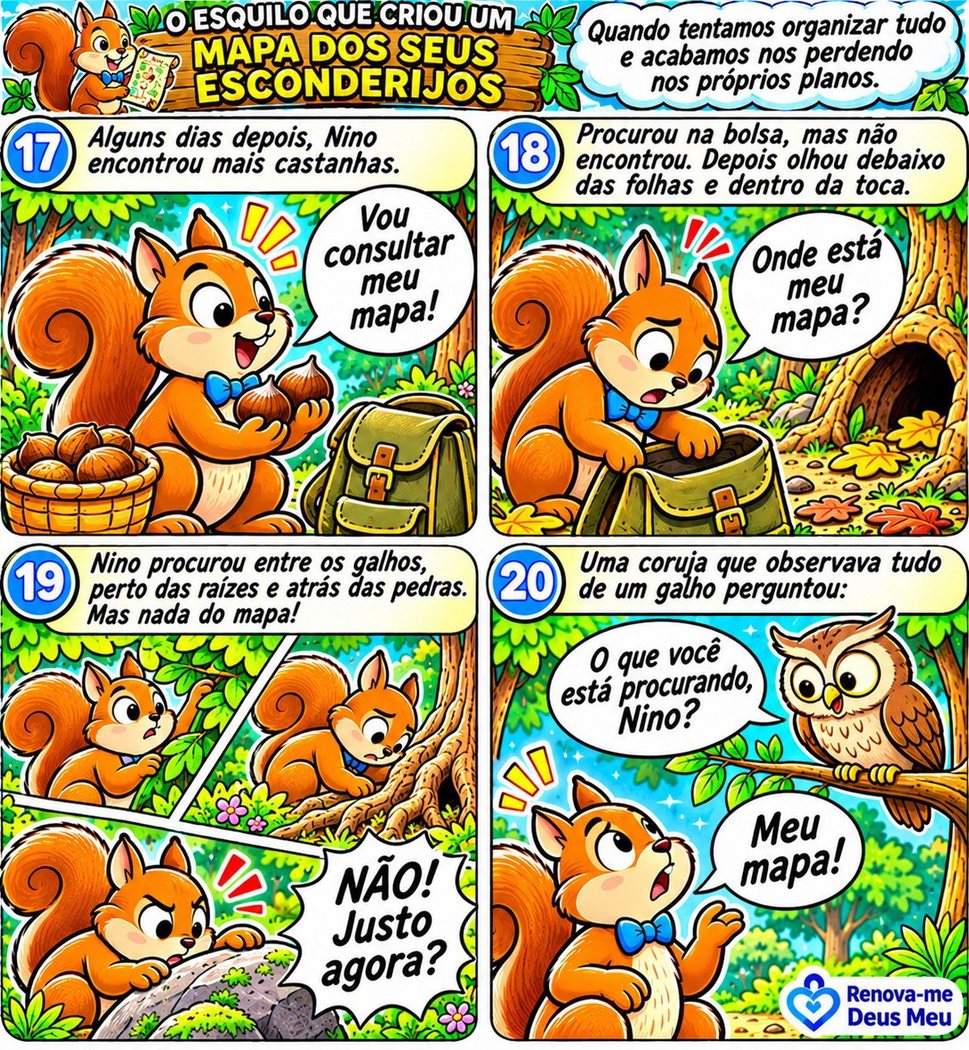 O ESQUILO QUE CRIOU UM
MAPA DOS SEUS
ESCONDERIJOS
Quando tentamos organizar tudo
e acabamos nos perdendo
nos próprios planos.
17
Alguns dias depois, Nino
encontrou mais castanhas.
Vou
consultar
meu
mapa!
18
Procurou na bolsa, mas não
encontrou. Depois olhou debaixo
das folhas e dentro da toca.
Onde está
meu
mapa?
19
Nino procurou entre os galhos,
perto das raízes e atrás das pedras.
Mas nada do mapa!
NÃO!
Justo
agora?
20
Uma coruja que observava tudo
de um galho perguntou:
O que você
está procurando,
Nino?
Meu
mapa!
Renova-me
Deus Meu